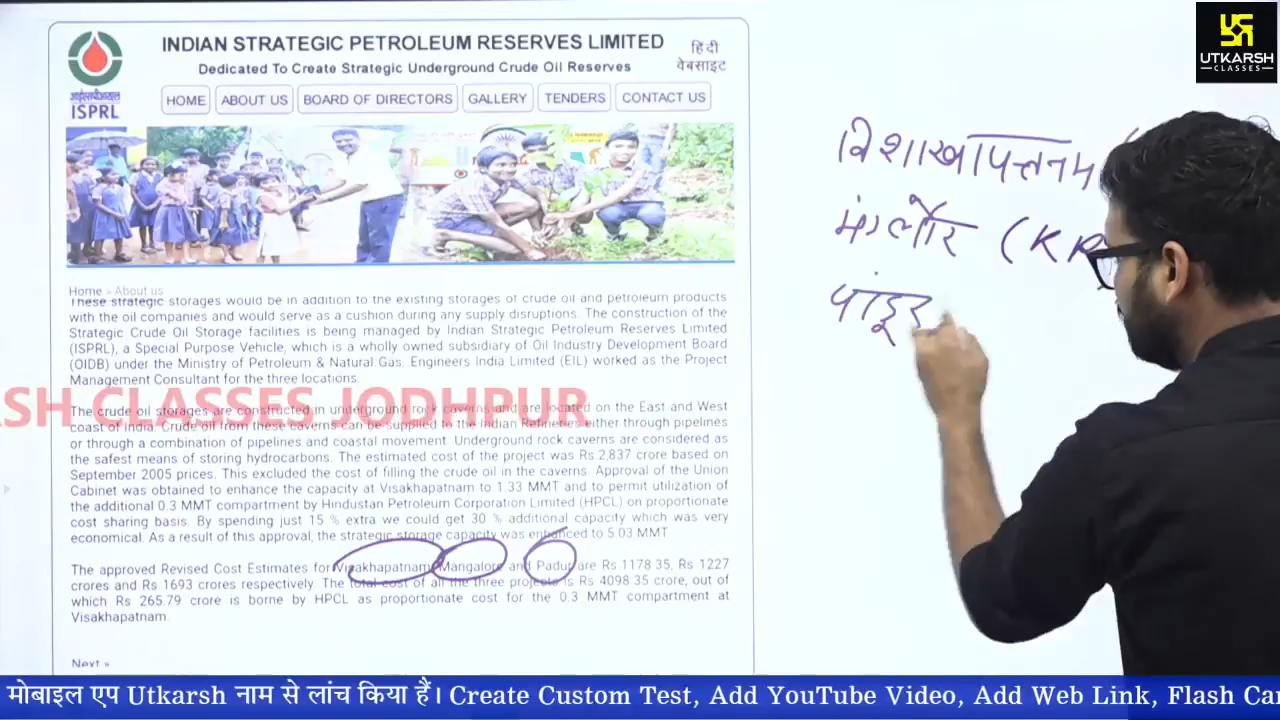 UTKARSH
CLASSES
INDIAN STRATEGIC PETROLEUM RESERVES LIMITED
Dedicated To Create Strategic Underground Crude Oil Reserves
हिंदी
वेबसाइट
ISPRL
HOME
ABOUT US
BOARD OF DIRECTORS
GALLERY
TENDERS
CONTACT US
Home » About us
These strategic storages would be in addition to the existing storages of crude oil and petroleum products
with the oil companies and would serve as a cushion during any supply disruptions. The construction of the
Strategic Crude Oil Storage facilities is being managed by Indian Strategic Petroleum Reserves Limited
(ISPRL), a Special Purpose Vehicle, which is a wholly owned subsidiary of Oil Industry Development Board
(OIDB) under the Ministry of Petroleum & Natural Gas. Engineers India Limited (EIL) worked as the Project
Management Consultant for the three locations.
The crude oil storages are constructed in underground rock caverns and are located on the East and West
coast of India. Crude oil from these caverns can be supplied to the Indian Refineries either through pipelines
or through a combination of pipelines and coastal movement. Underground rock caverns are considered as
the safest means of storing hydrocarbons. The estimated cost of the project was Rs.2,837 crore based on
September 2005 prices. This excluded the cost of filling the crude oil in the caverns. Approval of the Union
Cabinet was obtained to enhance the capacity at Visakhapatnam to 1.33 MMT and to permit utilization of
the additional 0.3 MMT compartment by Hindustan Petroleum Corporation Limited (HPCL) on proportionate
cost sharing basis. By spending just 15 % extra we could get 30 % additional capacity which was very
economical. As a result of this approval, the strategic storage capacity was enhanced to 5.03 MMT.
The approved Revised Cost Estimates for Visakhapatnam, Mangalore and Padur are Rs 1178.35, Rs 1227
crores and Rs 1693 crores respectively. The total cost of all the three projects is Rs 4098.35 crore, out of
which Rs 265.79 crore is borne by HPCL as proportionate cost for the 0.3 MMT compartment at
Visakhapatnam.
Next »
SH CLASSES JODHPUR
विशाखापत्तनम (
मंग्लौर (KR
पांडूर
मोबाइल एप Utkarsh नाम से लांच किया हैं। Create Custom Test, Add YouTube Video, Add Web Link, Flash Car